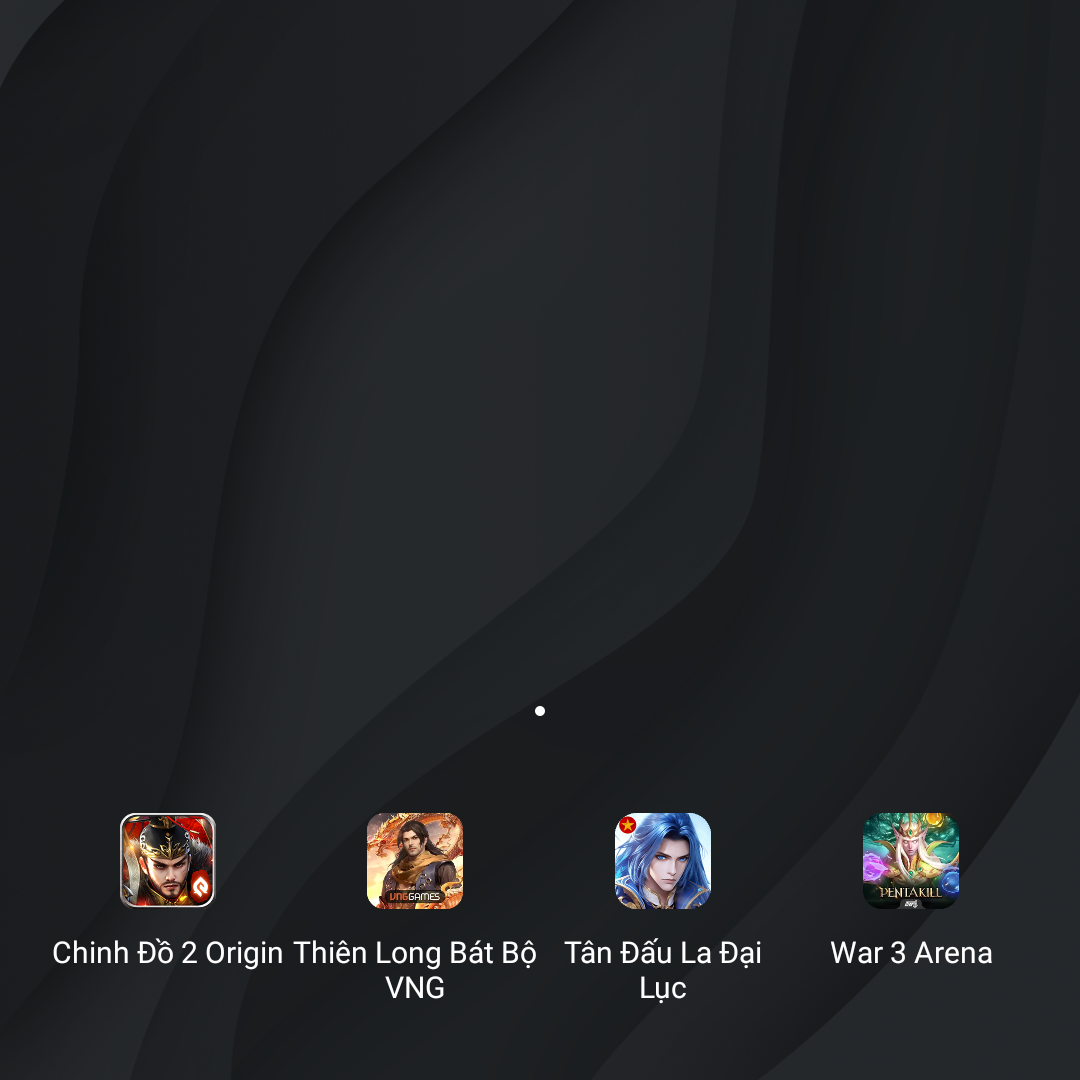 VNGGAMES
PENTAKILL
Chinh Đồ 2 Origin
Thiên Long Bát Bộ
VNG
Tân Đấu La Đại
Lục
War 3 Arena